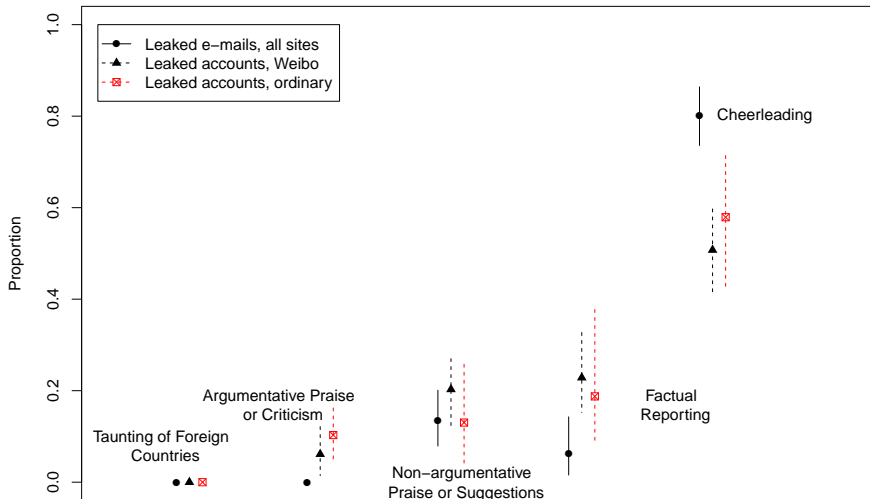 Leaked e−mails, all sites
Leaked accounts, Weibo
Leaked accounts, ordinary
Proportion
1.0
0.8
0.6
0.4
0.2
0.0
Cheerleading
Argumentative Praise
or Criticism
Factual
Reporting
Taunting of Foreign
Countries
Non−argumentative
Praise or Suggestions